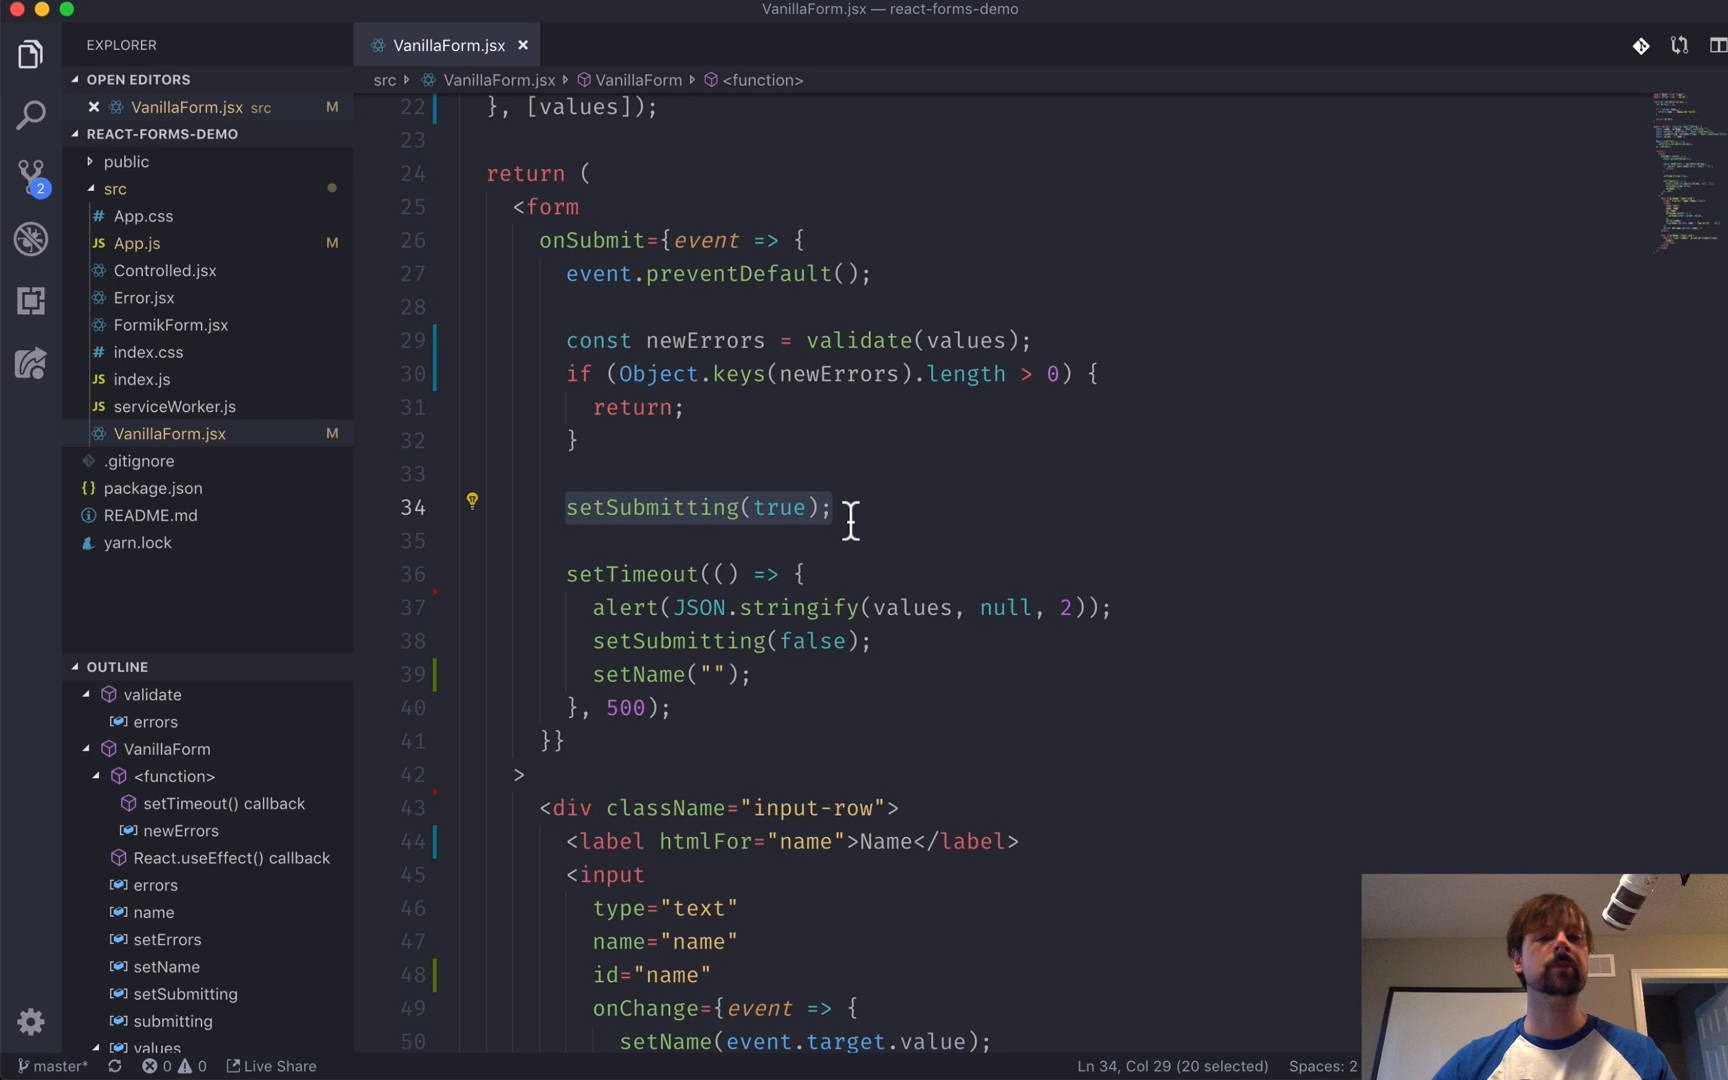 VanillaForm.jsx — react-forms-demo
EXPLORER
OPEN EDITORS
VanillaForm.jsx src M
REACT-FORMS-DEMO
public
src
# App.css
JS App.js M
Controlled.jsx
Error.jsx
FormikForm.jsx
# index.css
JS index.js
JS serviceWorker.js
VanillaForm.jsx M
.gitignore
{} package.json
README.md
yarn.lock
2
OUTLINE
validate
errors
VanillaForm
<function>
setTimeout() callback
newErrors
React.useEffect() callback
errors
name
setErrors
setName
setSubmitting
submitting
values
VanillaForm.jsx
src VanillaForm.jsx VanillaForm <function>
22 }, [values]);
23
24 return (
25 <form
26 onSubmit={event => {
27 event.preventDefault();
28
29 const newErrors = validate(values);
30 if (Object.keys(newErrors).length > 0) {
31 return;
32 }
33
34 setSubmitting(true);
35
36 setTimeout(() => {
37 alert(JSON.stringify(values, null, 2));
38 setSubmitting(false);
39 setName("");
40 }, 500);
41 }}
42 >
43 <div className="input-row">
44 <label htmlFor="name">Name</label>
45 <input
46 type="text"
47 name="name"
48 id="name"
49 onChange={event => {
50 setName(event.target.value);
master* 0 0 Live Share Ln 34, Col 29 (20 selected) Spaces: 2